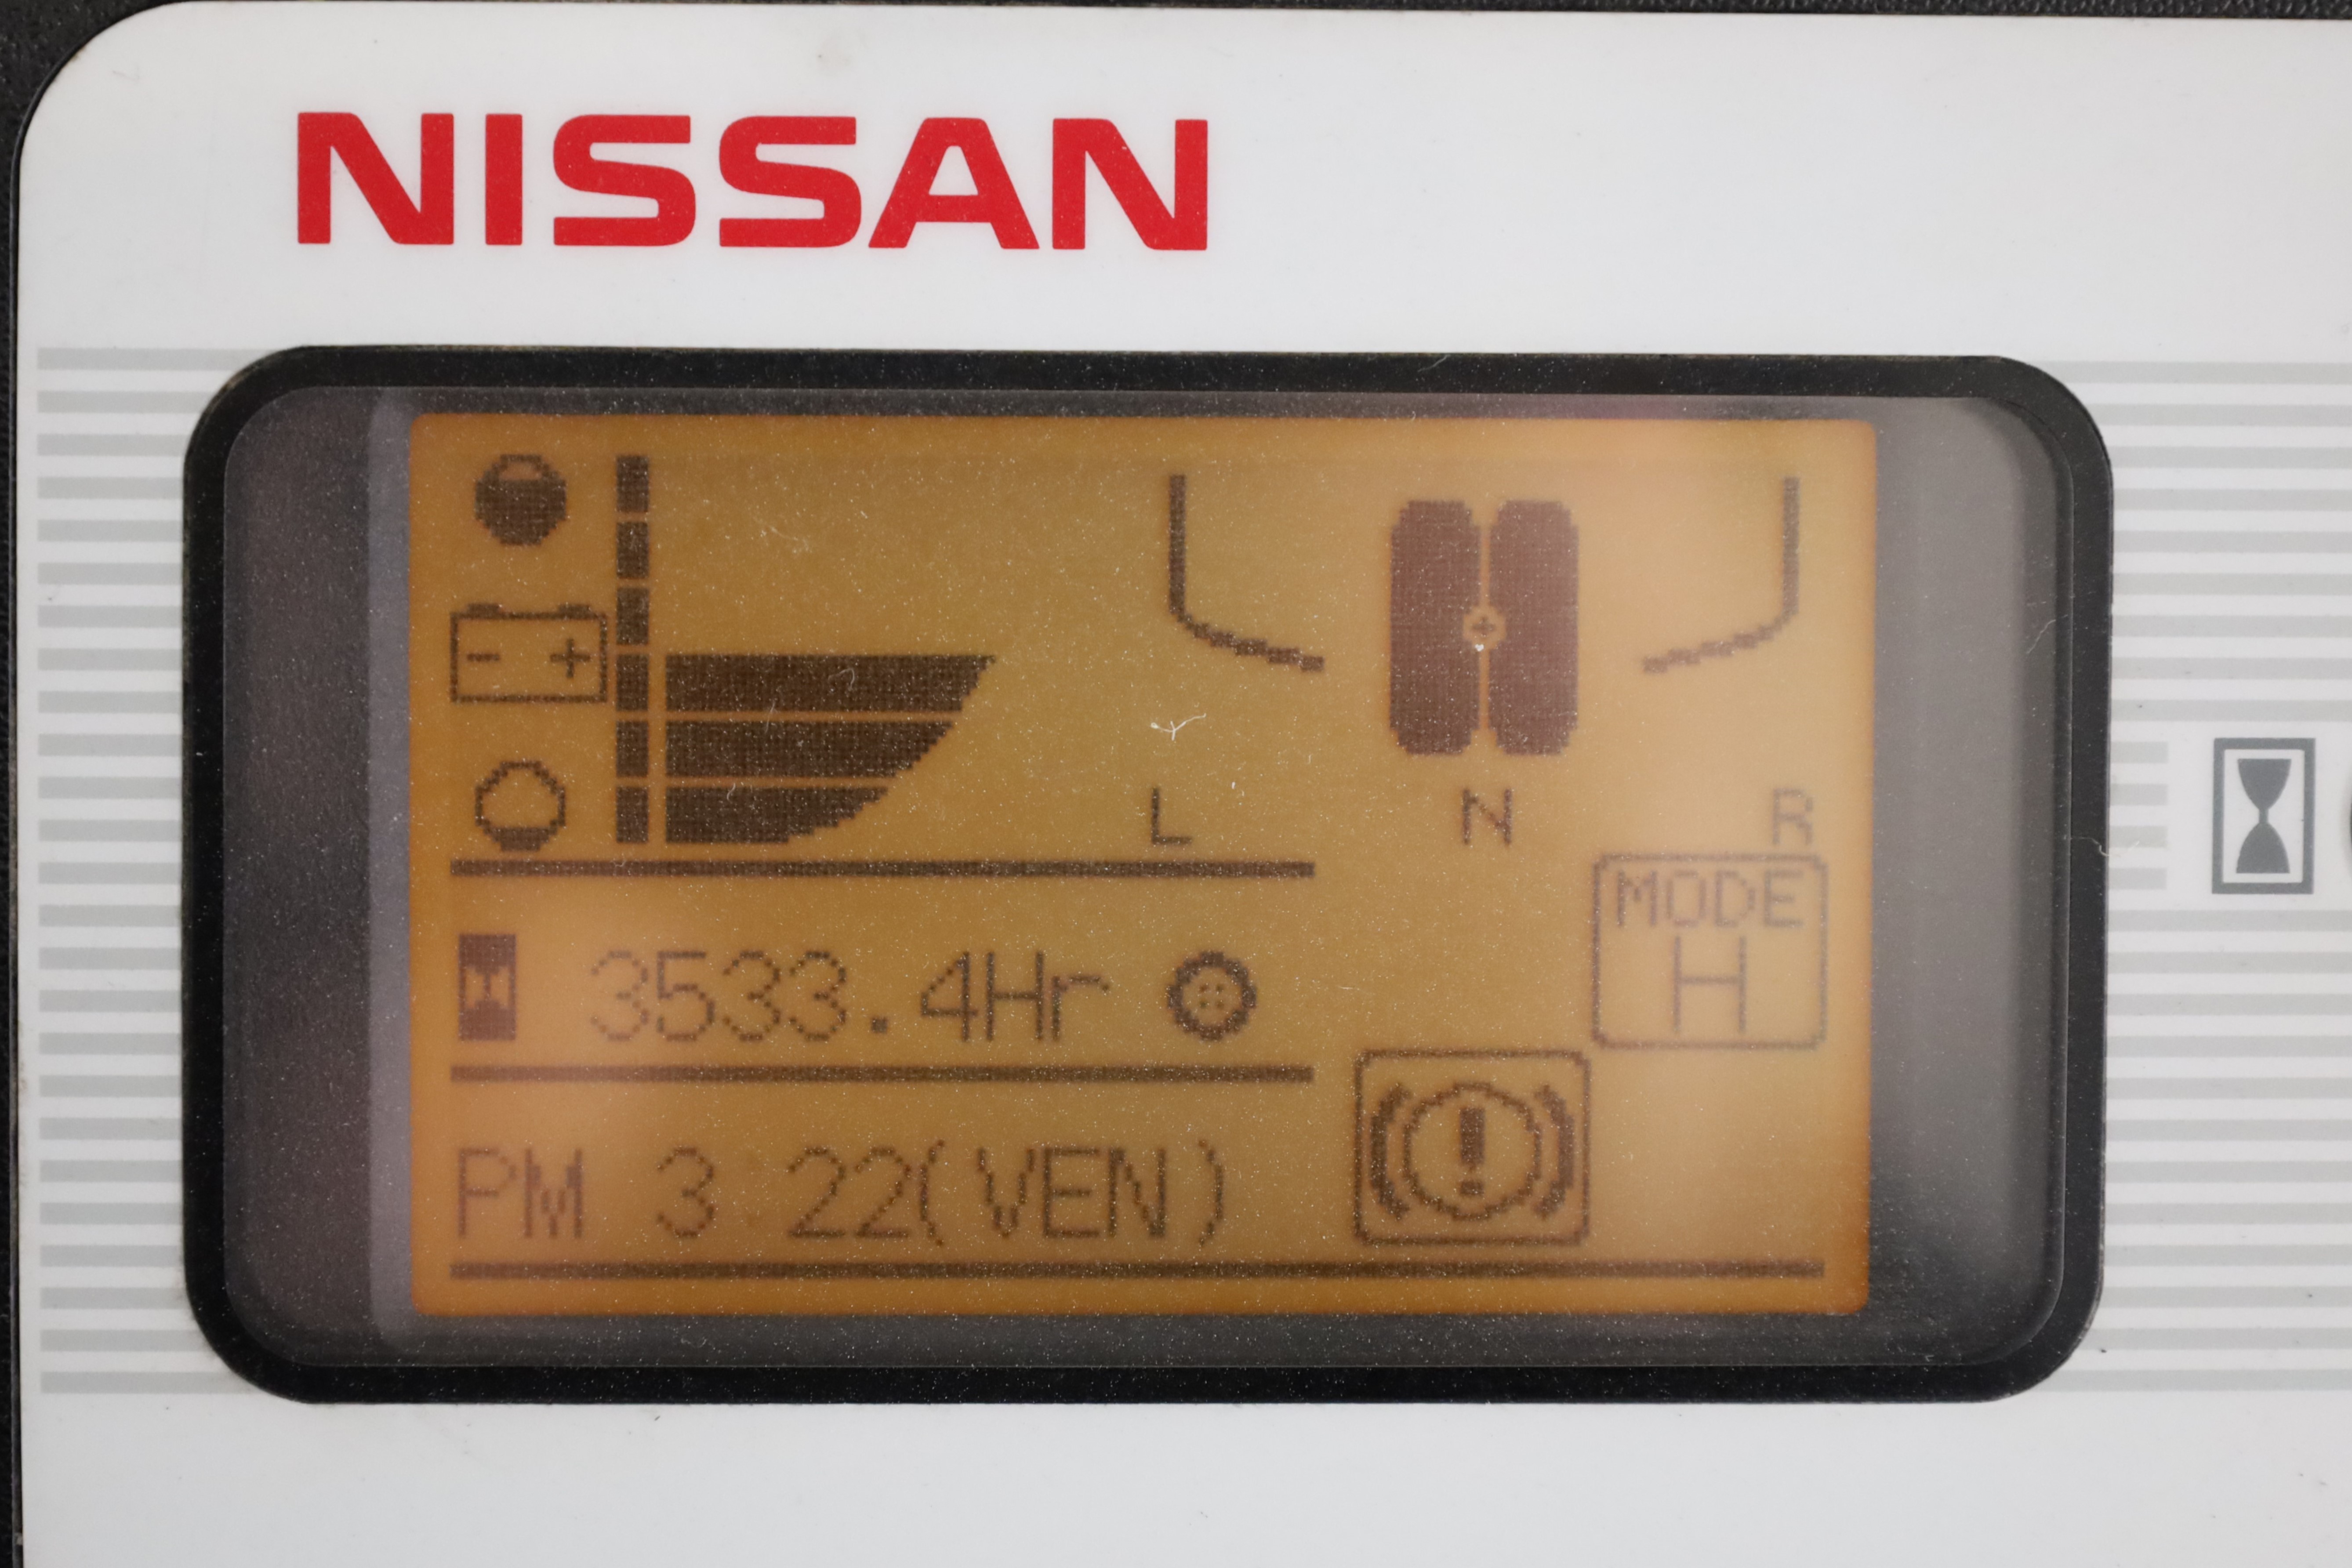 NISSAN
- +
L N R
MODE
H
3533.4Hr
PM 3 22(VEN)
!